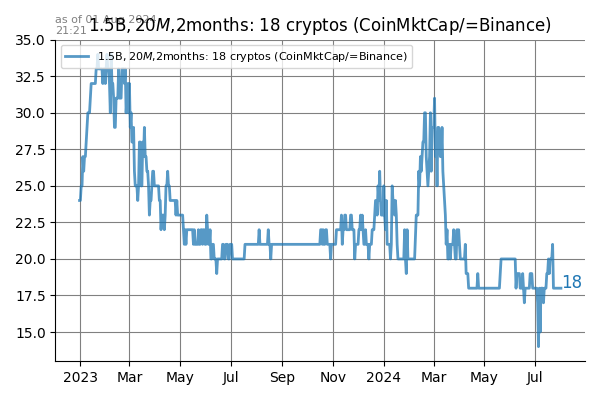 as of 01 Aug 2024
21:21
1.5B, 20M,2months: 18 cryptos (CoinMktCap/=Binance)
1.5B, 20M,2months: 18 cryptos (CoinMktCap/=Binance)
35.0
32.5
30.0
27.5
25.0
22.5
20.0
17.5
15.0
18
2023 Mar May Jul Sep Nov 2024 Mar May Jul